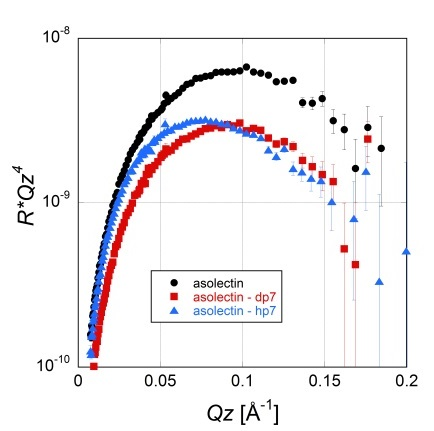 10⁻⁸
10⁻⁹
10⁻¹⁰
R*Qz⁴
asolectin
asolectin - dp7
asolectin - hp7
0 0.05 0.1 0.15 0.2
Qz [Å⁻¹]